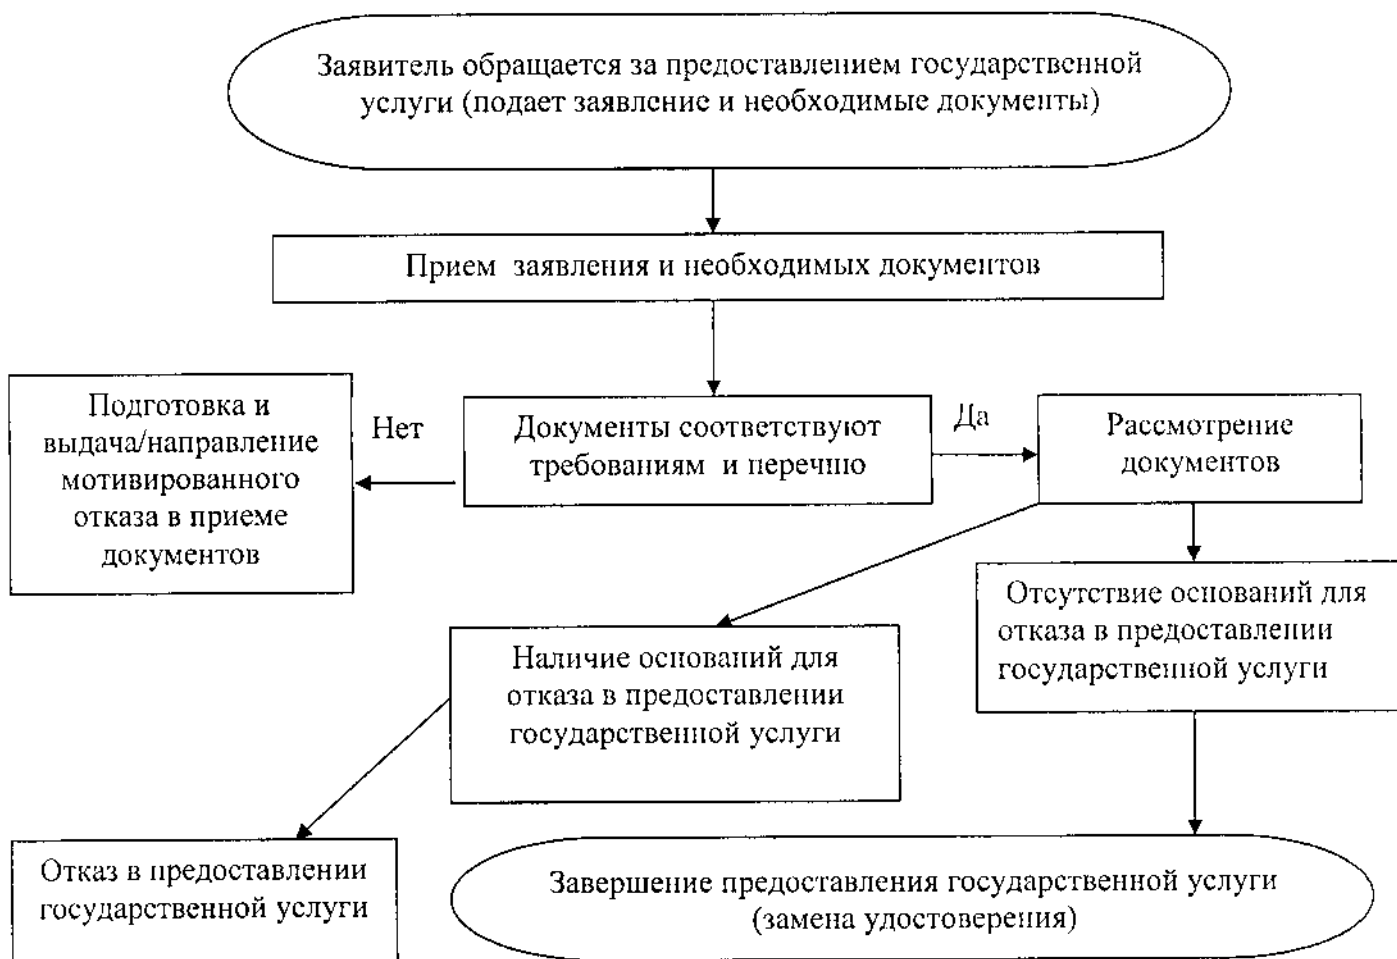 Заявитель обращается за предоставлением государственной
услуги (подает заявление и необходимые документы)
Прием заявления и необходимых документов
Подготовка и
выдача/направление
мотивированного
отказа в приеме
документов
Нет
Документы соответствуют
требованиям и перечню
Да
Рассмотрение
документов
Отсутствие оснований для
отказа в предоставлении
государственной услуги
Наличие оснований для
отказа в предоставлении
государственной услуги
Отказ в предоставлении
государственной услуги
Завершение предоставления государственной услуги
(замена удостоверения)